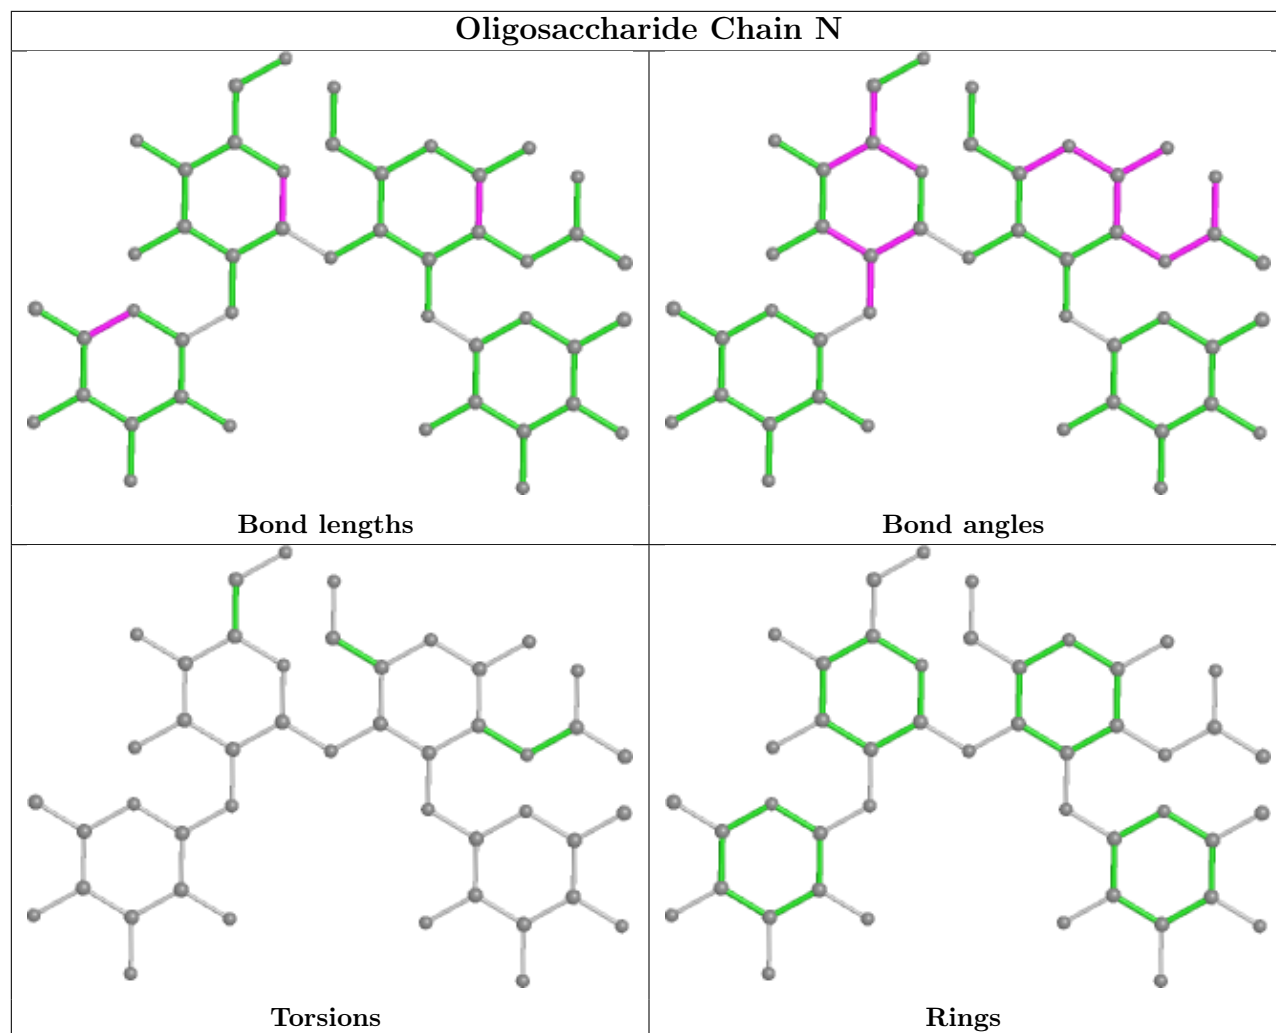 Oligosaccharide Chain N
Bond lengths
Bond angles
Torsions
Rings